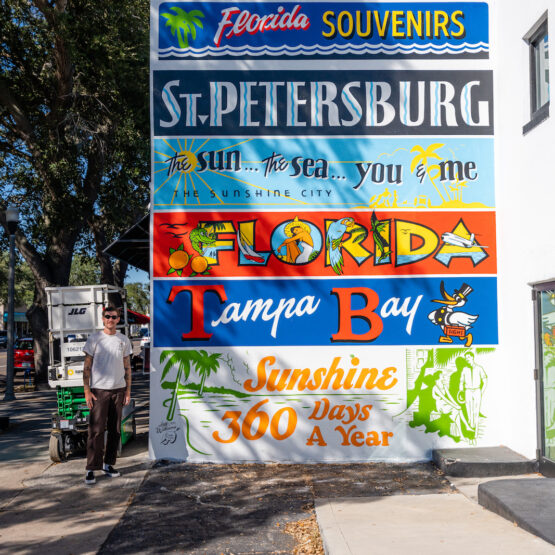 Florida SOUVENIRS
ST. PETERSBURG
the sun... the sea... you & me
THE SUNSHINE CITY
FLORIDA
Tampa Bay
Sunshine
360 Days
A Year
JLG